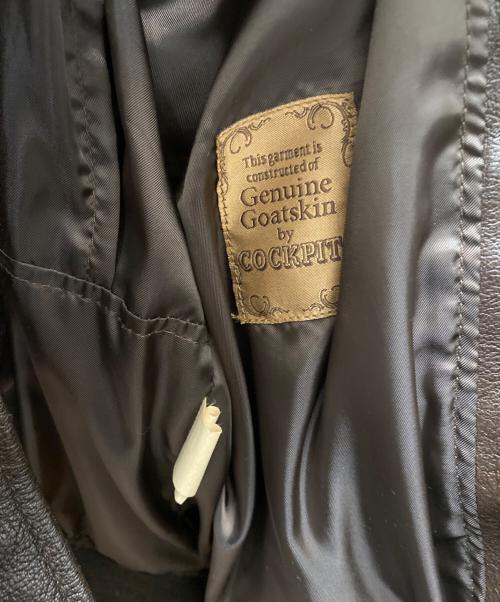 This garment is
constructed of
Genuine
Goatskin
by
COCKPIT